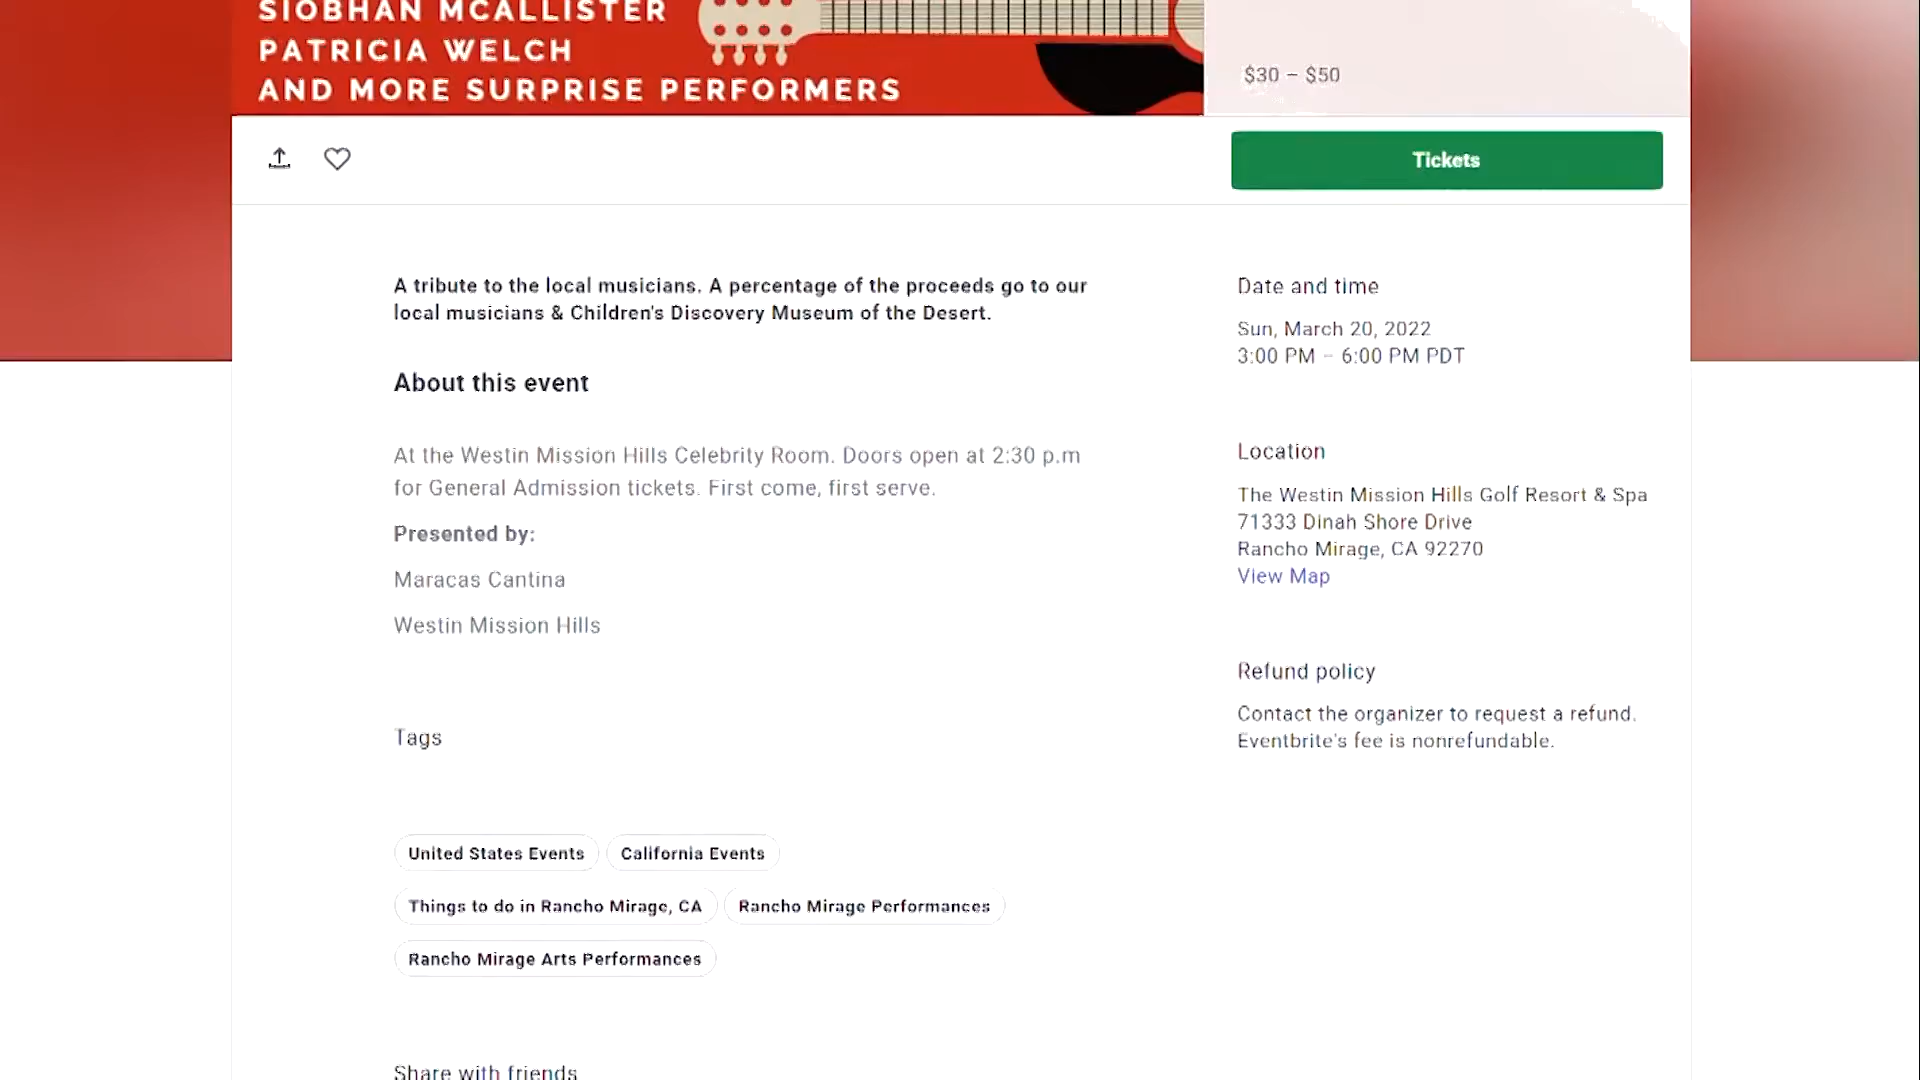 SIOBHAN MCALLISTER
PATRICIA WELCH
AND MORE SURPRISE PERFORMERS
$30 – $50
Tickets
A tribute to the local musicians. A percentage of the proceeds go to our
local musicians & Children's Discovery Museum of the Desert.
About this event
At the Westin Mission Hills Celebrity Room. Doors open at 2:30 p.m
for General Admission tickets. First come, first serve.
Presented by:
Maracas Cantina
Westin Mission Hills
Tags
United States Events
California Events
Things to do in Rancho Mirage, CA
Rancho Mirage Performances
Rancho Mirage Arts Performances
Share with friends
Date and time
Sun, March 20, 2022
3:00 PM – 6:00 PM PDT
Location
The Westin Mission Hills Golf Resort & Spa
71333 Dinah Shore Drive
Rancho Mirage, CA 92270
View Map
Refund policy
Contact the organizer to request a refund.
Eventbrite's fee is nonrefundable.